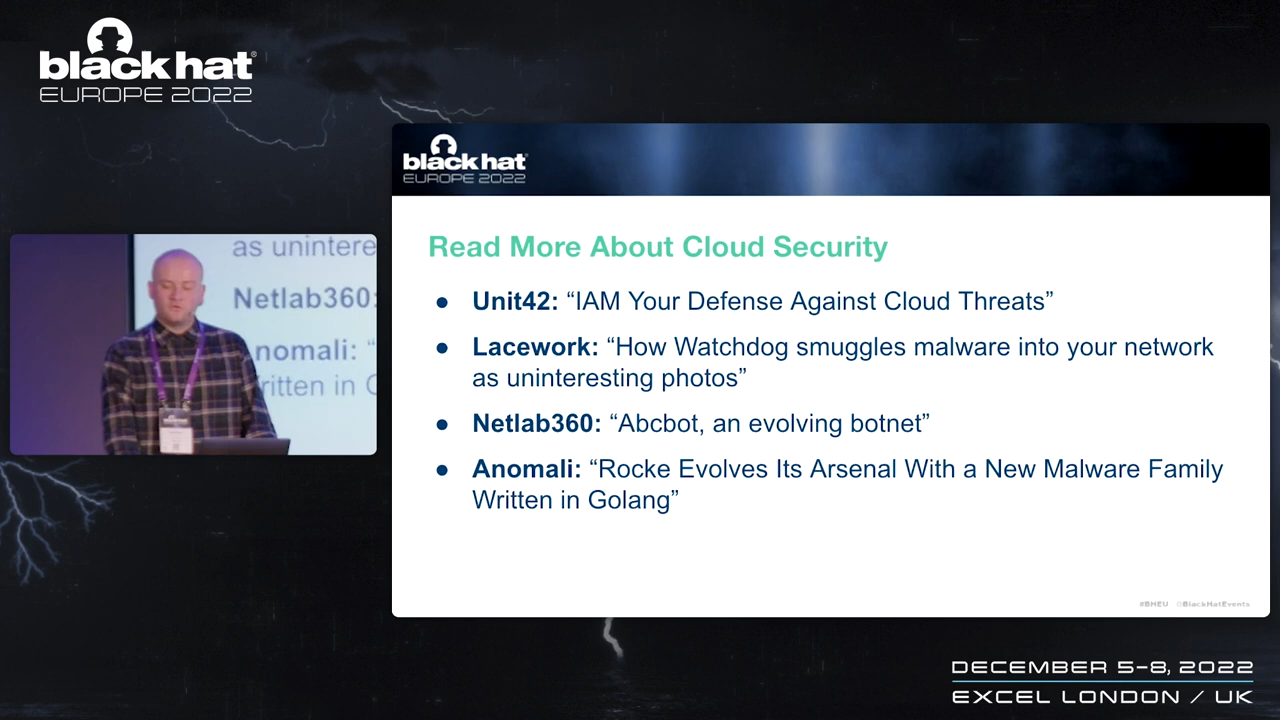 black hat®
EUROPE 2022
black hat®
EUROPE 2022
Read More About Cloud Security
● Unit42: “IAM Your Defense Against Cloud Threats”
● Lacework: “How Watchdog smuggles malware into your network
as uninteresting photos”
● Netlab360: “Abcbot, an evolving botnet”
● Anomali: “Rocke Evolves Its Arsenal With a New Malware Family
Written in Golang”
#BHEU @BlackHatEvents
as unintere
Netlab360:
nomali: “
ritten in
DECEMBER 5-8, 2022
EXCEL LONDON / UK